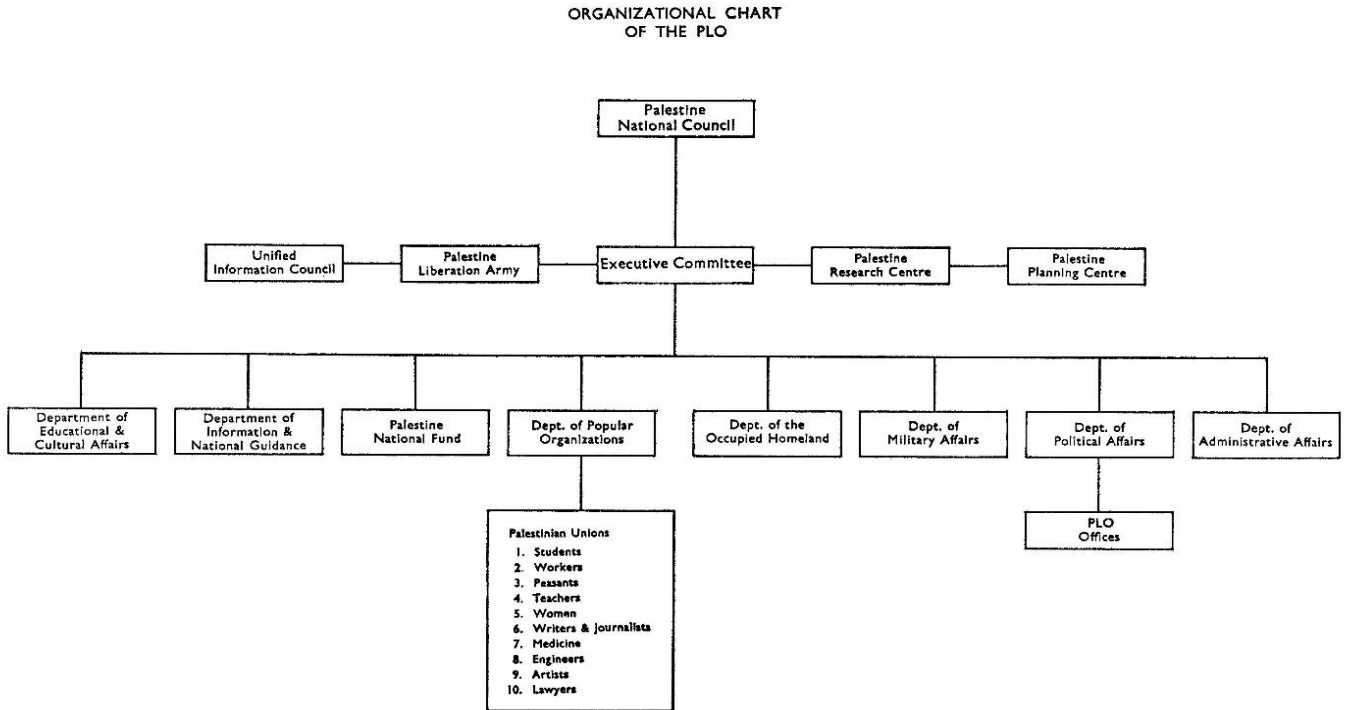 ORGANIZATIONAL CHART
OF THE PLO
Palestine
National Council
Unified
Information Council
Palestine
Liberation Army
Executive Committee
Palestine
Research Centre
Palestine
Planning Centre
Department of
Educational &
Cultural Affairs
Department of
Information &
National Guidance
Palestine
National Fund
Dept. of Popular
Organizations
Dept. of the
Occupied Homeland
Dept. of
Military Affairs
Dept. of
Political Affairs
Dept. of
Administrative Affairs
Palestinian Unions
1. Students
2. Workers
3. Peasants
4. Teachers
5. Women
6. Writers & Journalists
7. Medicine
8. Engineers
9. Artists
10. Lawyers
PLO
Offices